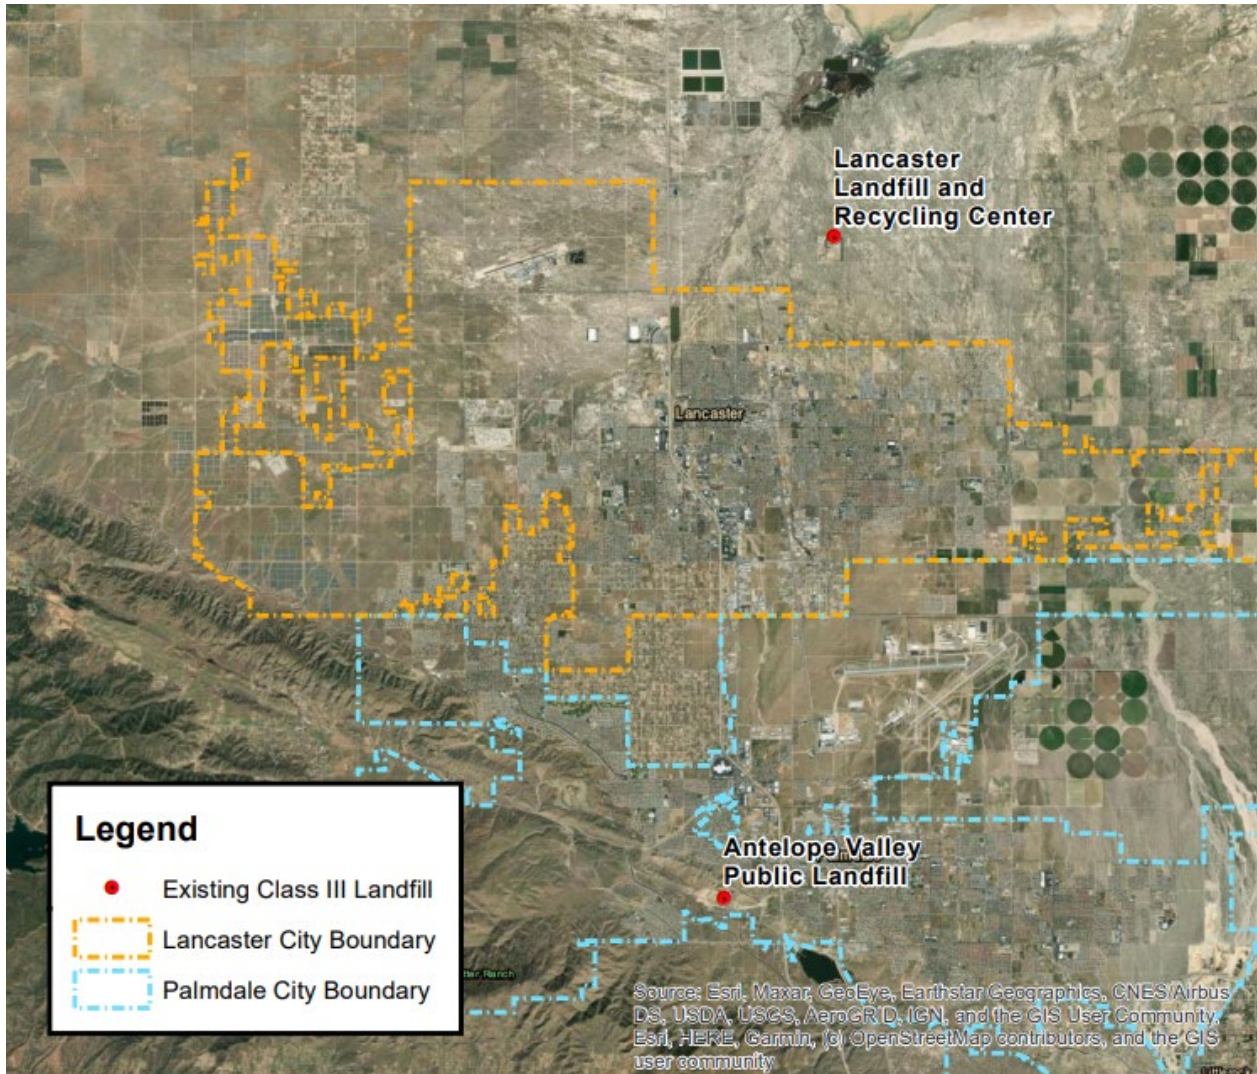 Lancaster
Landfill and
Recycling Center
Lancaster
Antelope Valley
Public Landfill
Legend
Existing Class III Landfill
Lancaster City Boundary
Palmdale City Boundary
Ranch
Source: Esri, Maxar, GeoEye, Earthstar Geographics, CNES/Airbus
DS, USDA, USGS, AeroGRID, IGN, and the GIS User Community,
Esri, HERE, Garmin, (c) OpenStreetMap contributors, and the GIS
user community